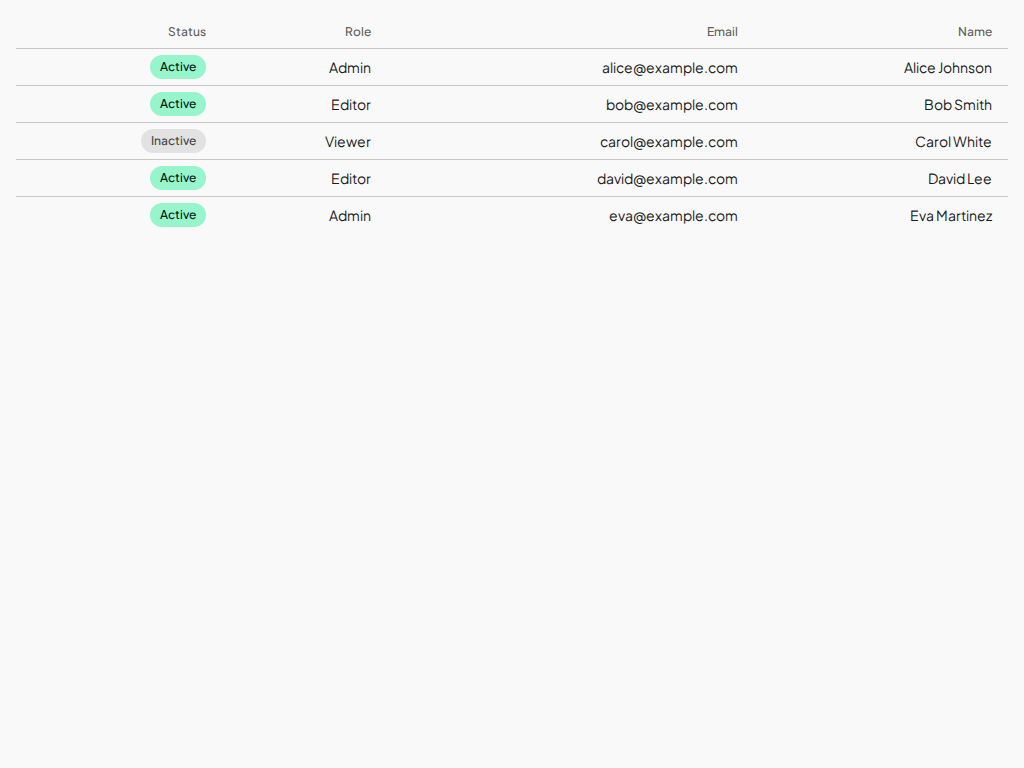 Status Role Email Name
Active Admin alice@example.com Alice Johnson
Active Editor bob@example.com Bob Smith
Inactive Viewer carol@example.com Carol White
Active Editor david@example.com David Lee
Active Admin eva@example.com Eva Martinez